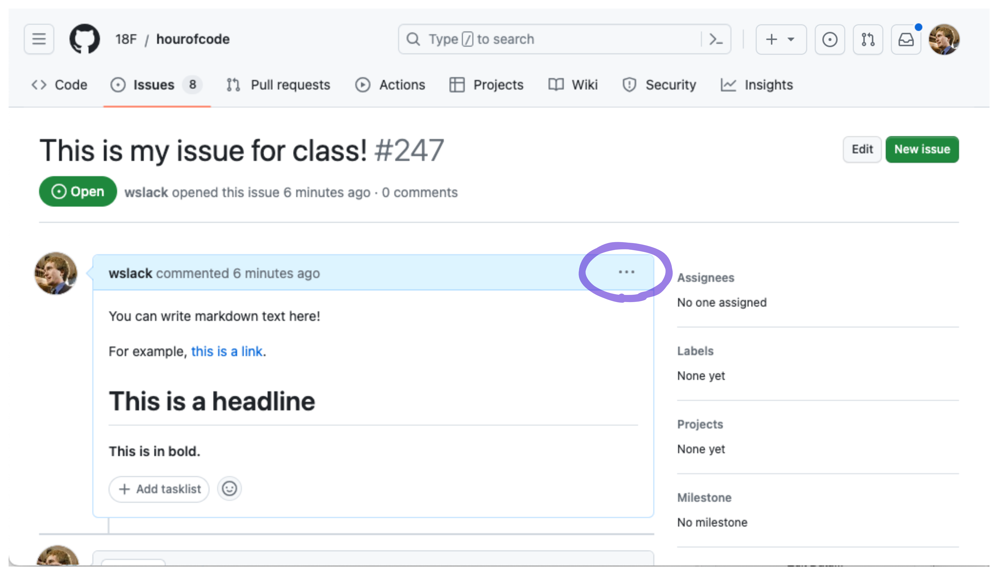 18F / hourofcode
Type / to search
Code Issues 8 Pull requests Actions Projects Wiki Security Insights
This is my issue for class! #247
Edit New issue
Open wslack opened this issue 6 minutes ago · 0 comments
wslack commented 6 minutes ago
You can write markdown text here!
For example, this is a link.
This is a headline
This is in bold.
Add tasklist
Assignees
No one assigned
Labels
None yet
Projects
None yet
Milestone
No milestone